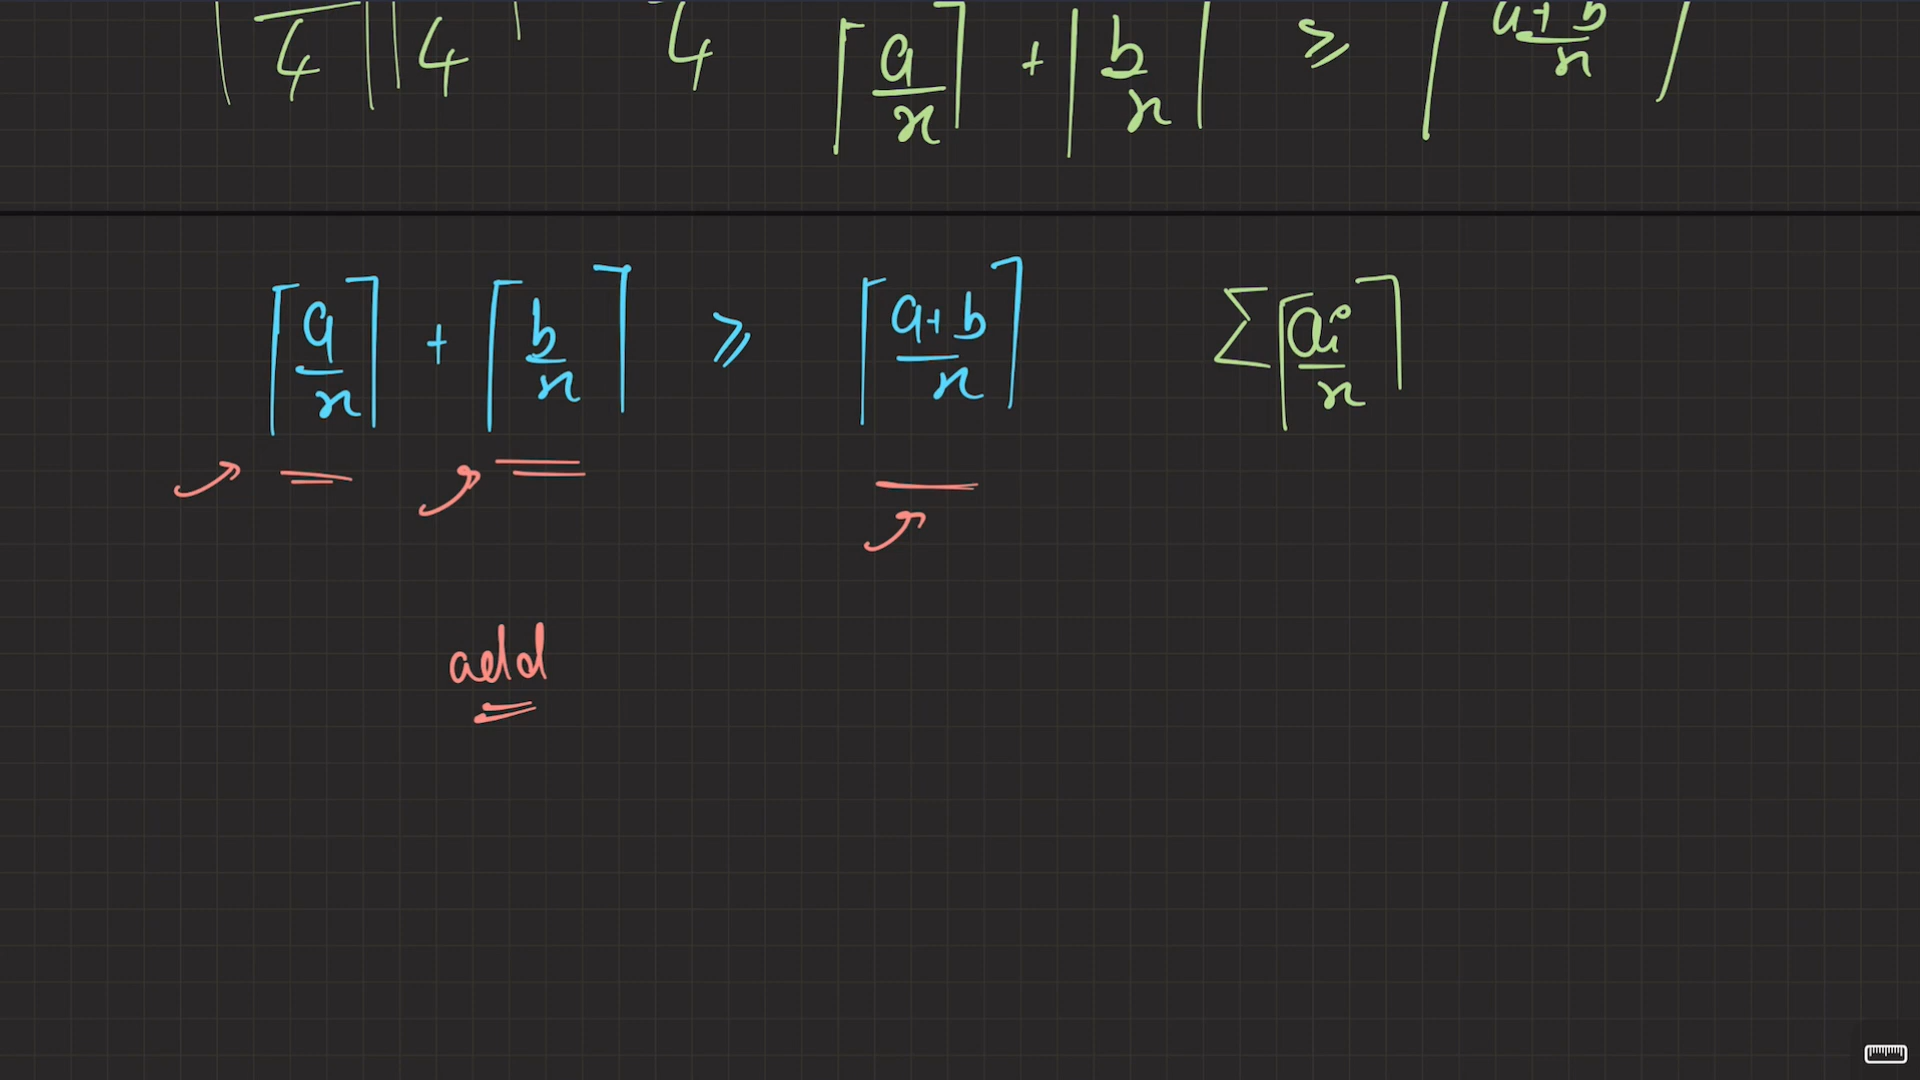 4 4 4 ⌈a/x⌉ + ⌈b/x⌉ ≥ ⌈a+b/x⌉
⌈a/x⌉ + ⌈b/x⌉ ≥ ⌈a+b/x⌉ Σ⌈ai/x⌉
add